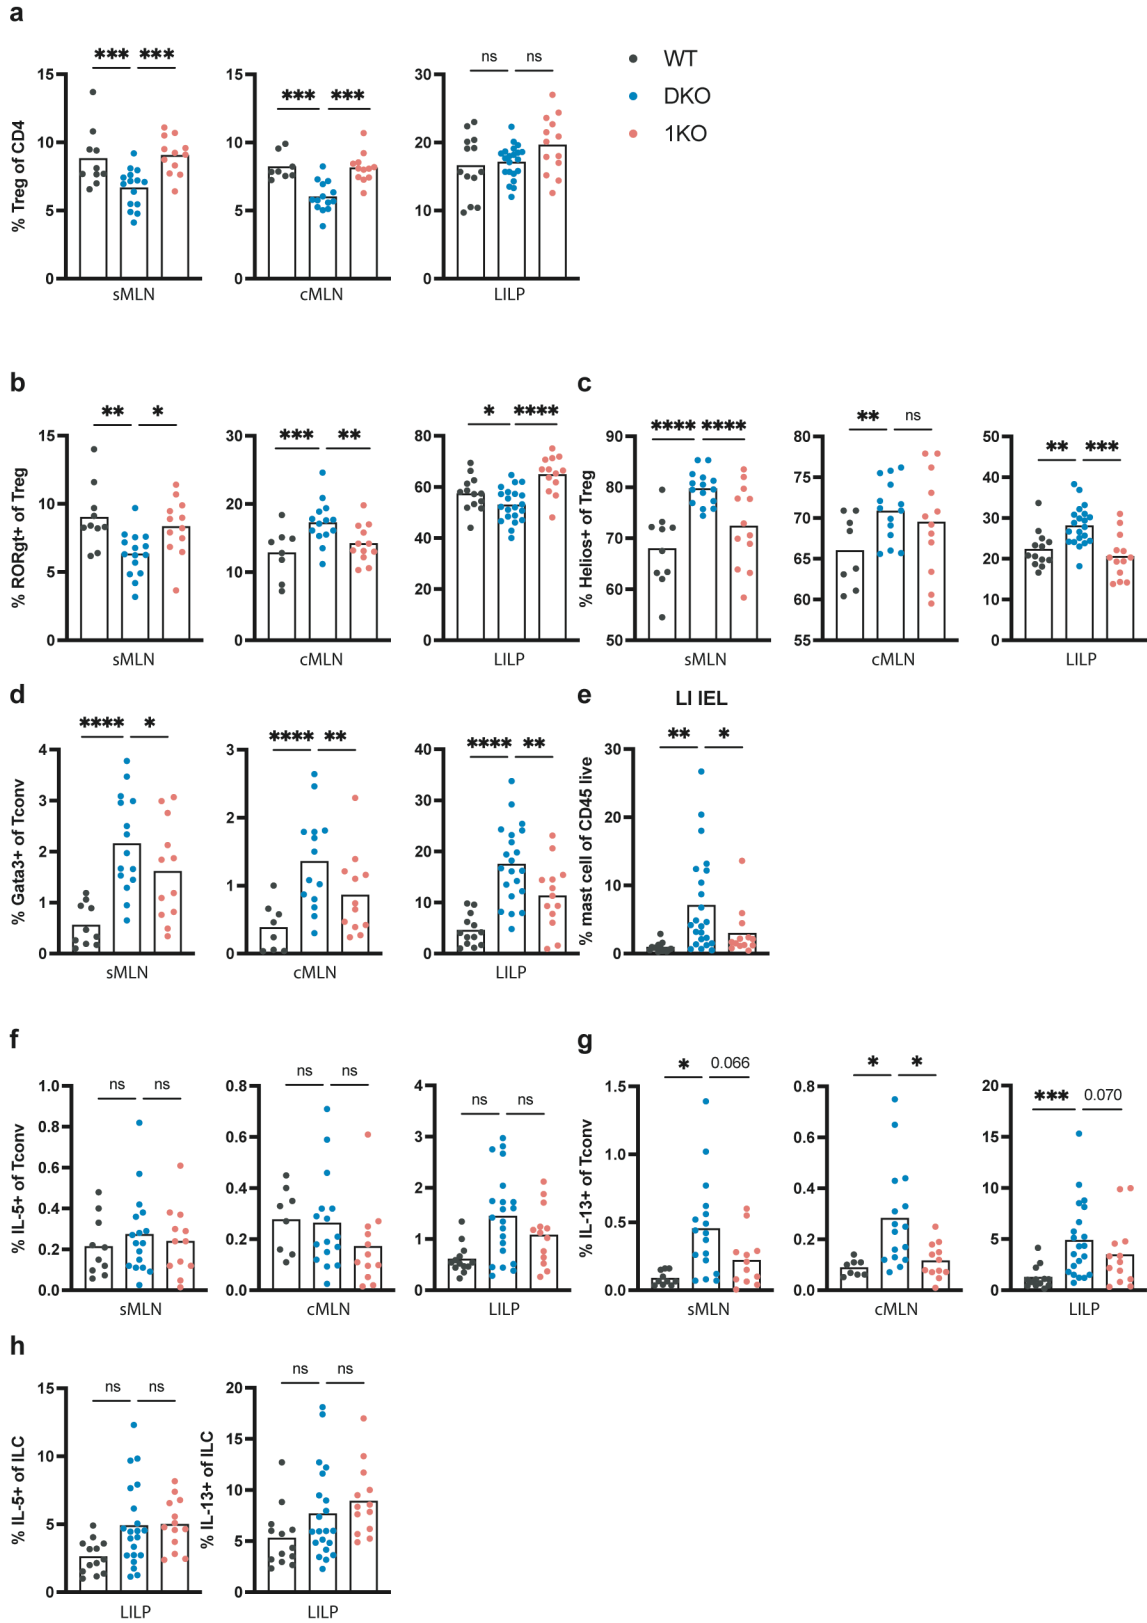 a
*** ***
*** ***
ns ns
WT
DKO
1KO
% Treg of CD4
15
10
5
0
sMLN
15
10
5
0
cMLN
30
20
10
0
LILP
b
** *
*** **
* ****
% RORgt+ of Treg
15
10
5
0
sMLN
30
20
10
0
cMLN
80
60
40
20
0
LILP
c
**** ****
** ns
** ***
% Helios+ of Treg
90
80
70
60
50
sMLN
80
75
70
65
60
55
cMLN
50
40
30
20
10
0
LILP
d
**** *
**** **
**** **
% Gata3+ of Tconv
4
3
2
1
0
sMLN
3
2
1
0
cMLN
40
30
20
10
0
LILP
e
LI IEL
** *
% mast cell of CD45 live
30
20
10
0
f
ns ns
ns ns
ns ns
% IL-5+ of Tconv
1.0
0.8
0.6
0.4
0.2
0.0
sMLN
0.8
0.6
0.4
0.2
0.0
cMLN
4
3
2
1
0
LILP
g
* 0.066
* *
*** 0.070
% IL-13+ of Tconv
1.5
1.0
0.5
0.0
sMLN
0.8
0.6
0.4
0.2
0.0
cMLN
20
15
10
5
0
LILP
h
ns ns
ns ns
% IL-5+ of ILC
15
10
5
0
LILP
% IL-13+ of ILC
20
15
10
5
0
LILP